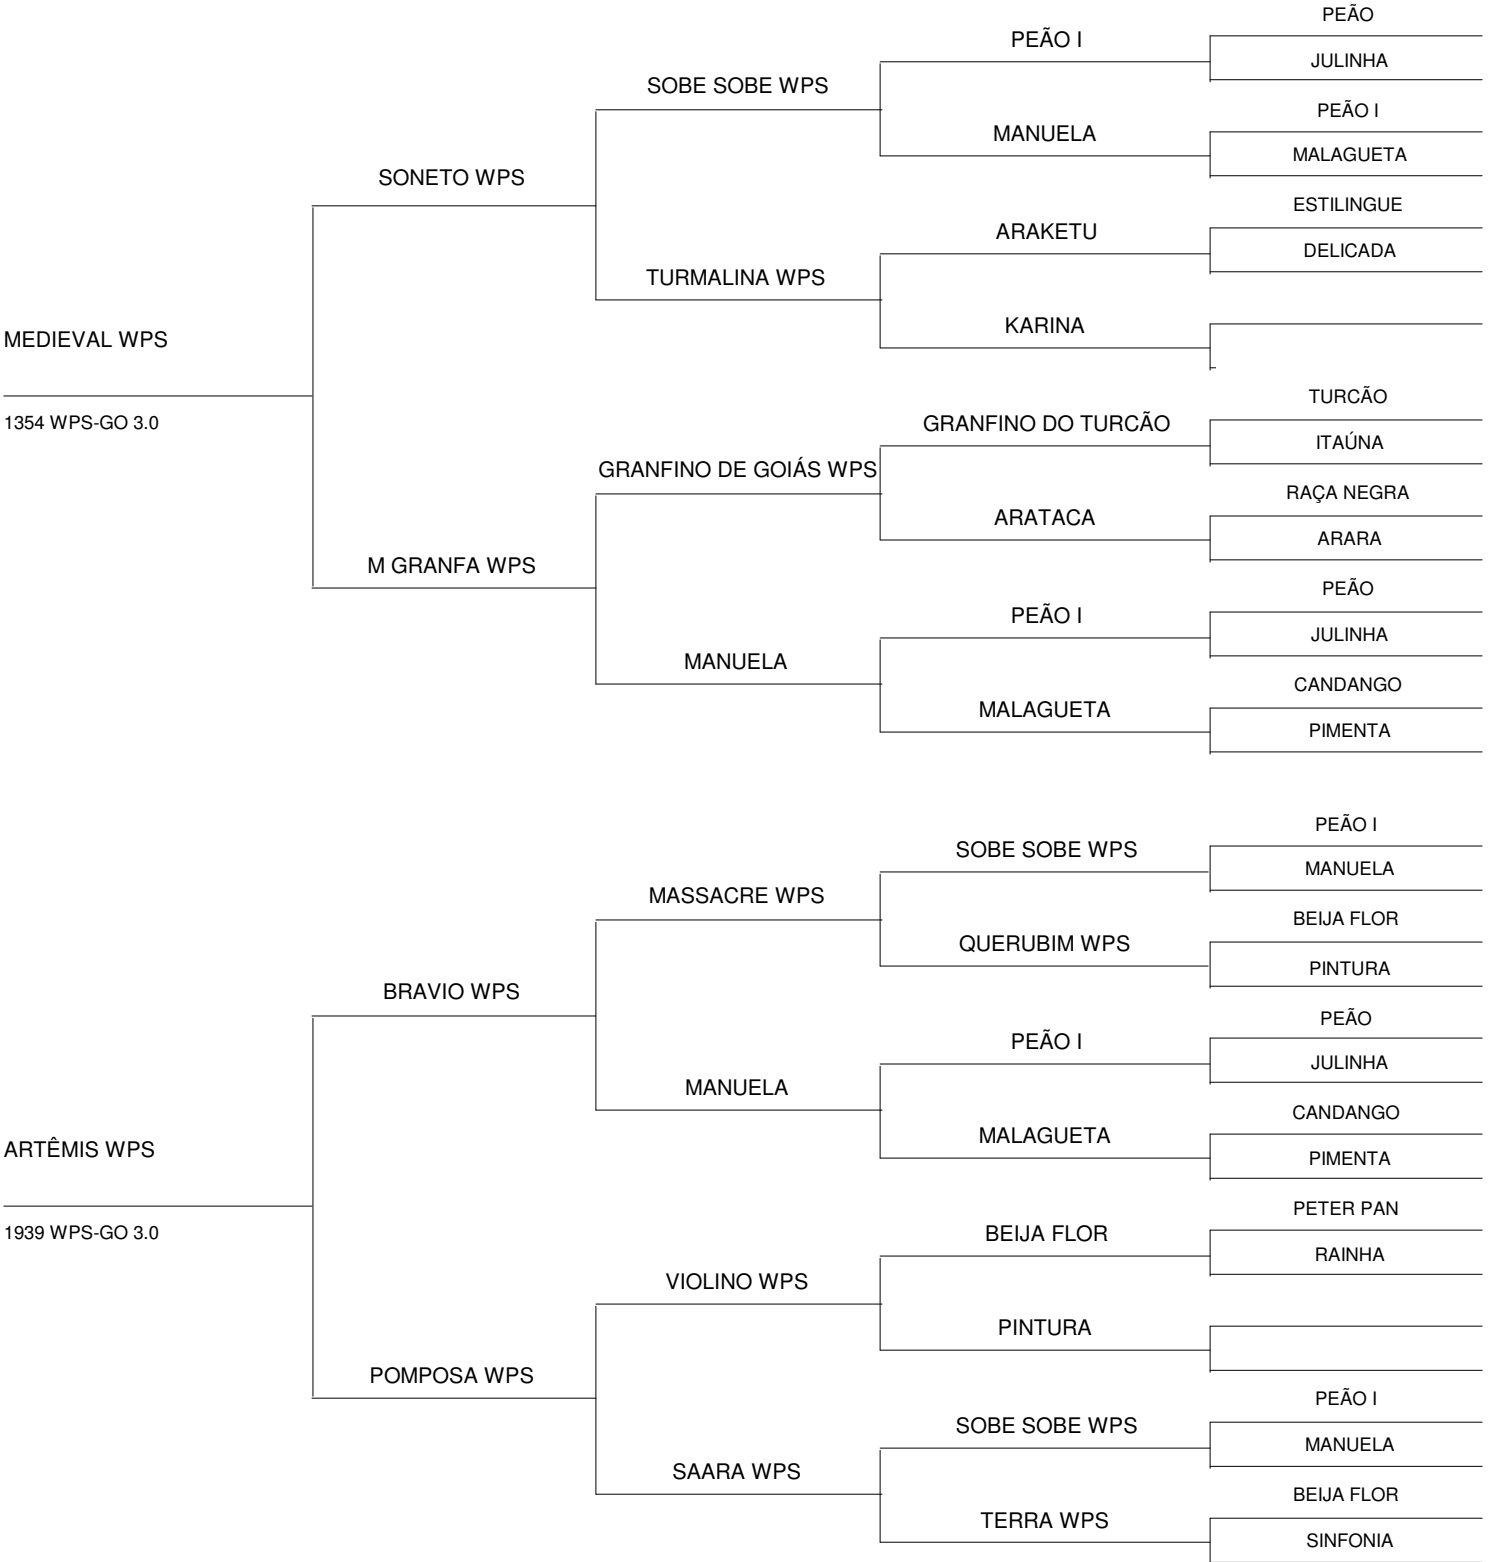 PEÃO
PEÃO I
JULINHA
SOBE SOBE WPS
PEÃO I
MANUELA
MALAGUETA
SONETO WPS
ESTILINGUE
ARAKETU
DELICADA
TURMALINA WPS
KARINA
MEDIEVAL WPS
1354 WPS-GO 3.0
TURCÃO
GRANFINO DO TURCÃO
ITAÚNA
GRANFINO DE GOIÁS WPS
RAÇA NEGRA
ARATACA
ARARA
M GRANFA WPS
PEÃO
PEÃO I
JULINHA
MANUELA
CANDANGO
MALAGUETA
PIMENTA
PEÃO I
SOBE SOBE WPS
MANUELA
MASSACRE WPS
BEIJA FLOR
QUERUBIM WPS
PINTURA
BRAVIO WPS
PEÃO
PEÃO I
JULINHA
MANUELA
CANDANGO
MALAGUETA
PIMENTA
ARTÊMIS WPS
1939 WPS-GO 3.0
PETER PAN
BEIJA FLOR
RAINHA
VIOLINO WPS
PINTURA
POMPOSA WPS
PEÃO I
SOBE SOBE WPS
MANUELA
SAARA WPS
BEIJA FLOR
TERRA WPS
SINFONIA